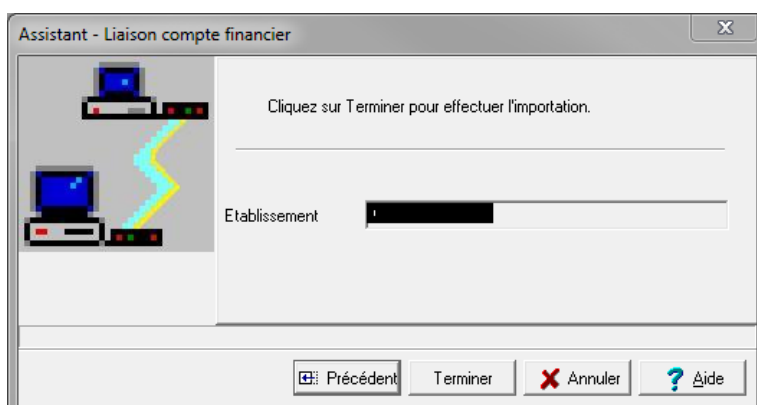 Assistant - Liaison compte financier
Cliquez sur Terminer pour effectuer l'importation.
Etablissement
Précédent
Terminer
Annuler
? Aide